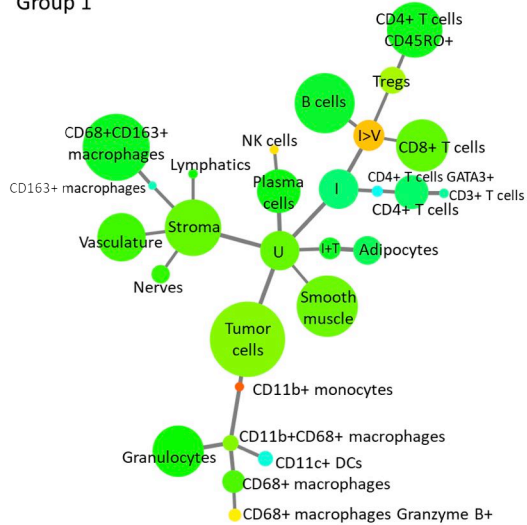 Group 1
CD4+ T cells
CD45RO+
Tregs
B cells
I>V
CD8+ T cells
CD68+CD163+
macrophages
NK cells
Lymphatics
Plasma
cells
I
CD4+ T cells GATA3+
CD3+ T cells
CD4+ T cells
CD163+ macrophages
Stroma
Vasculature
U
I+T
Adipocytes
Nerves
Smooth
muscle
Tumor
cells
CD11b+ monocytes
CD11b+CD68+ macrophages
Granulocytes
CD11c+ DCs
CD68+ macrophages
CD68+ macrophages Granzyme B+